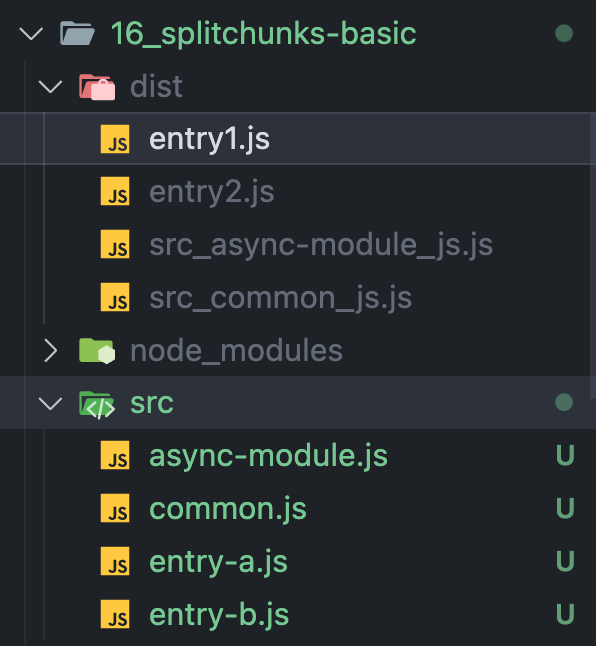 16_splitchunks-basic
dist
JS entry1.js
JS entry2.js
JS src_async-module_js.js
JS src_common_js.js
node_modules
src
JS async-module.js U
JS common.js U
JS entry-a.js U
JS entry-b.js U